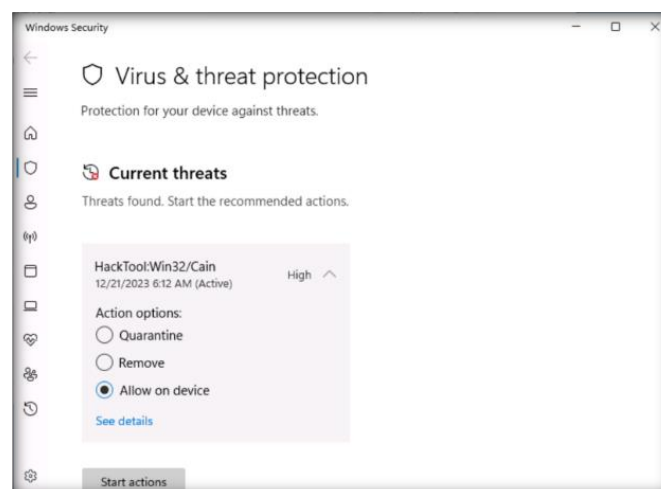 Windows Security
Virus & threat protection
Protection for your device against threats.
Current threats
Threats found. Start the recommended actions.
HackTool:Win32/Cain
High
12/21/2023 6:12 AM (Active)
Action options:
Quarantine
Remove
Allow on device
See details
Start actions